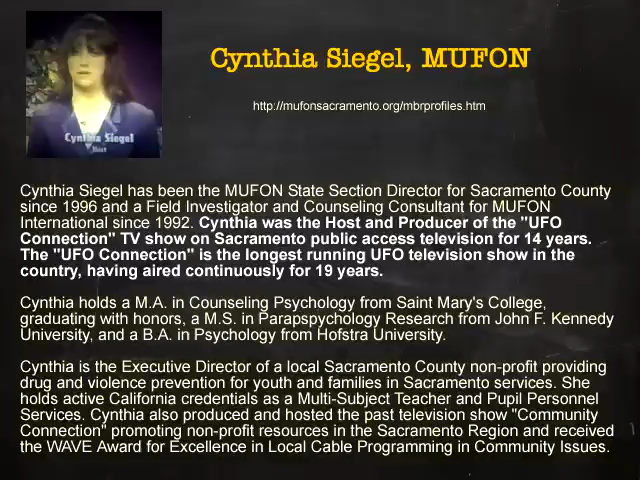 Cynthia Siegel, MUFON
http://mufonsacramento.org/mbrprofiles.htm
Cynthia Siegel
Host
Cynthia Siegel has been the MUFON State Section Director for Sacramento County
since 1996 and a Field Investigator and Counseling Consultant for MUFON
International since 1992. Cynthia was the Host and Producer of the "UFO
Connection" TV show on Sacramento public access television for 14 years.
The "UFO Connection" is the longest running UFO television show in the
country, having aired continuously for 19 years.
Cynthia holds a M.A. in Counseling Psychology from Saint Mary's College,
graduating with honors, a M.S. in Parapspychology Research from John F. Kennedy
University, and a B.A. in Psychology from Hofstra University.
Cynthia is the Executive Director of a local Sacramento County non-profit providing
drug and violence prevention for youth and families in Sacramento services. She
holds active California credentials as a Multi-Subject Teacher and Pupil Personnel
Services. Cynthia also produced and hosted the past television show "Community
Connection" promoting non-profit resources in the Sacramento Region and received
the WAVE Award for Excellence in Local Cable Programming in Community Issues.